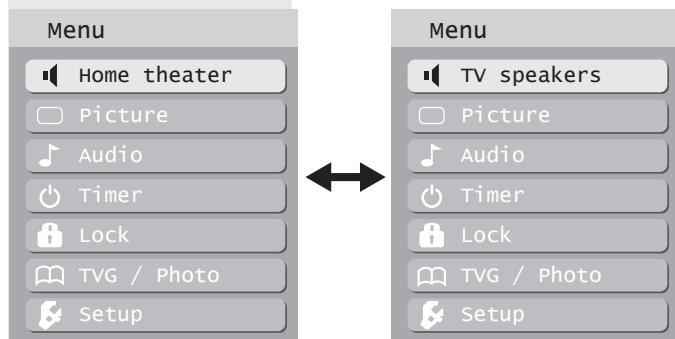 Menu
Home theater
Picture
Audio
Timer
Lock
TVG / Photo
Setup
Menu
TV speakers
Picture
Audio
Timer
Lock
TVG / Photo
Setup